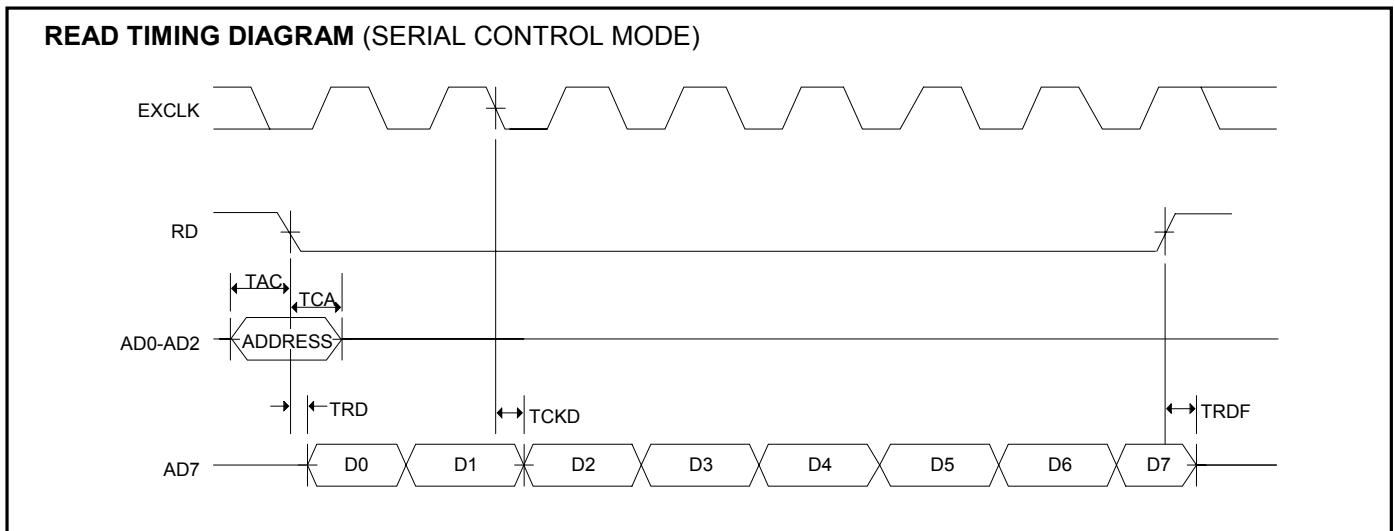 READ TIMING DIAGRAM (SERIAL CONTROL MODE)
EXCLK
RD
TAC
TCA
AD0-AD2
ADDRESS
TRD
TCKD
TRDF
AD7
D0 D1 D2 D3 D4 D5 D6 D7